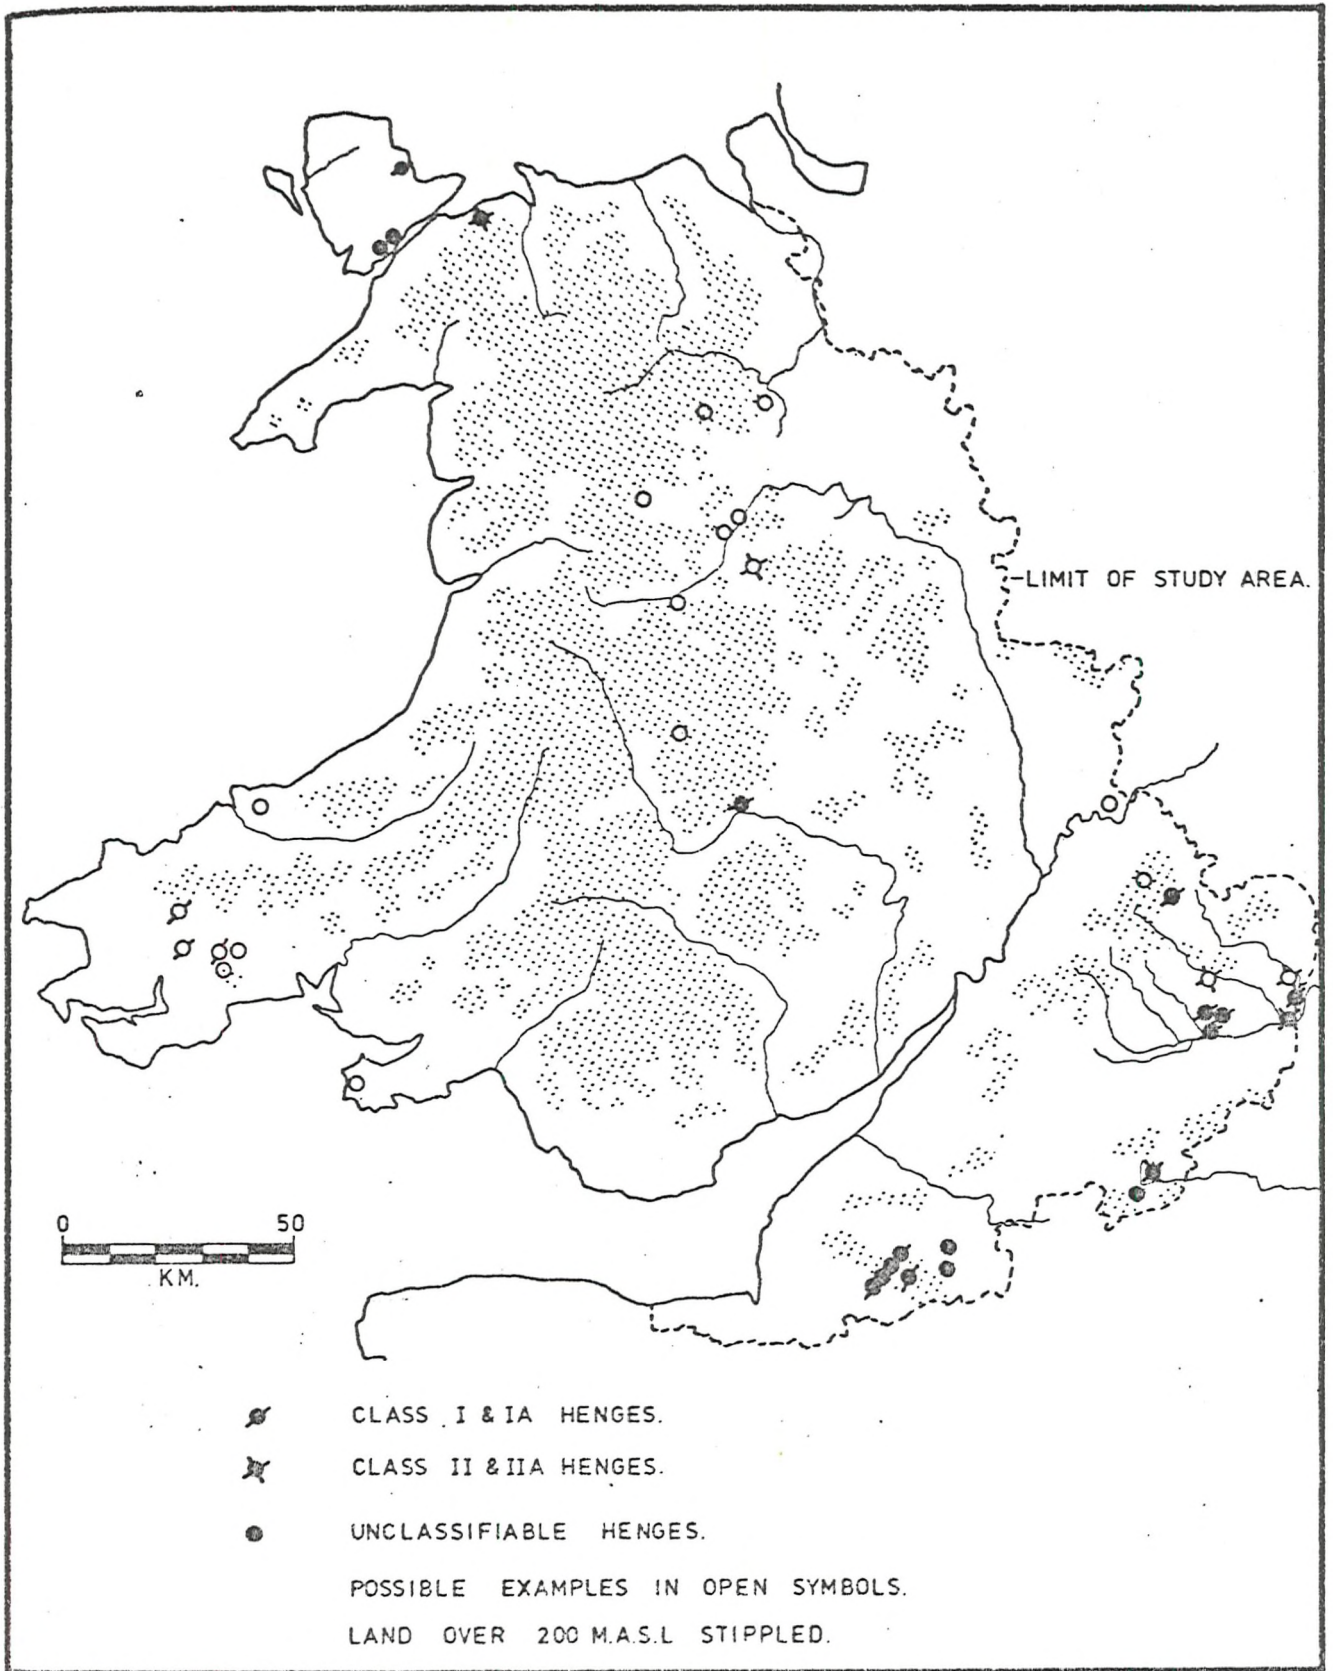 -LIMIT OF STUDY AREA.
0 50
KM.
CLASS I & IA HENGES.
CLASS II & IIA HENGES.
UNCLASSIFIABLE HENGES.
POSSIBLE EXAMPLES IN OPEN SYMBOLS.
LAND OVER 200 M.A.S.L STIPPLED.